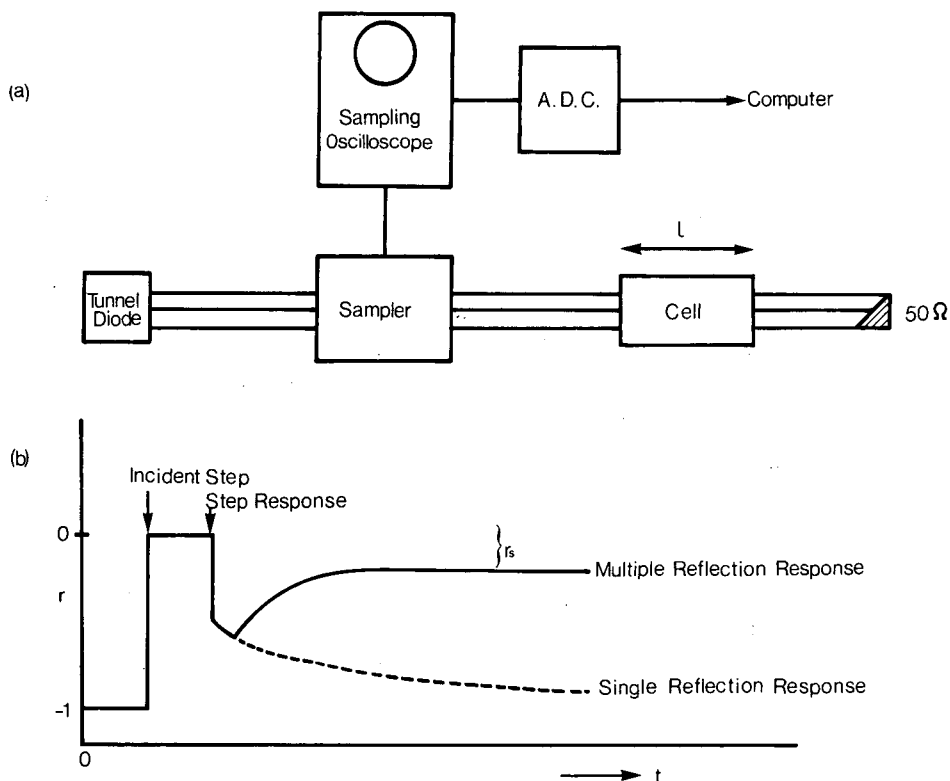 (a)
Sampling
Oscilloscope
A.D.C.
Computer
l
Tunnel
Diode
Sampler
Cell
50Ω
(b)
Incident Step
Step Response
0
r
-1
}rs
Multiple Reflection Response
Single Reflection Response
0
t